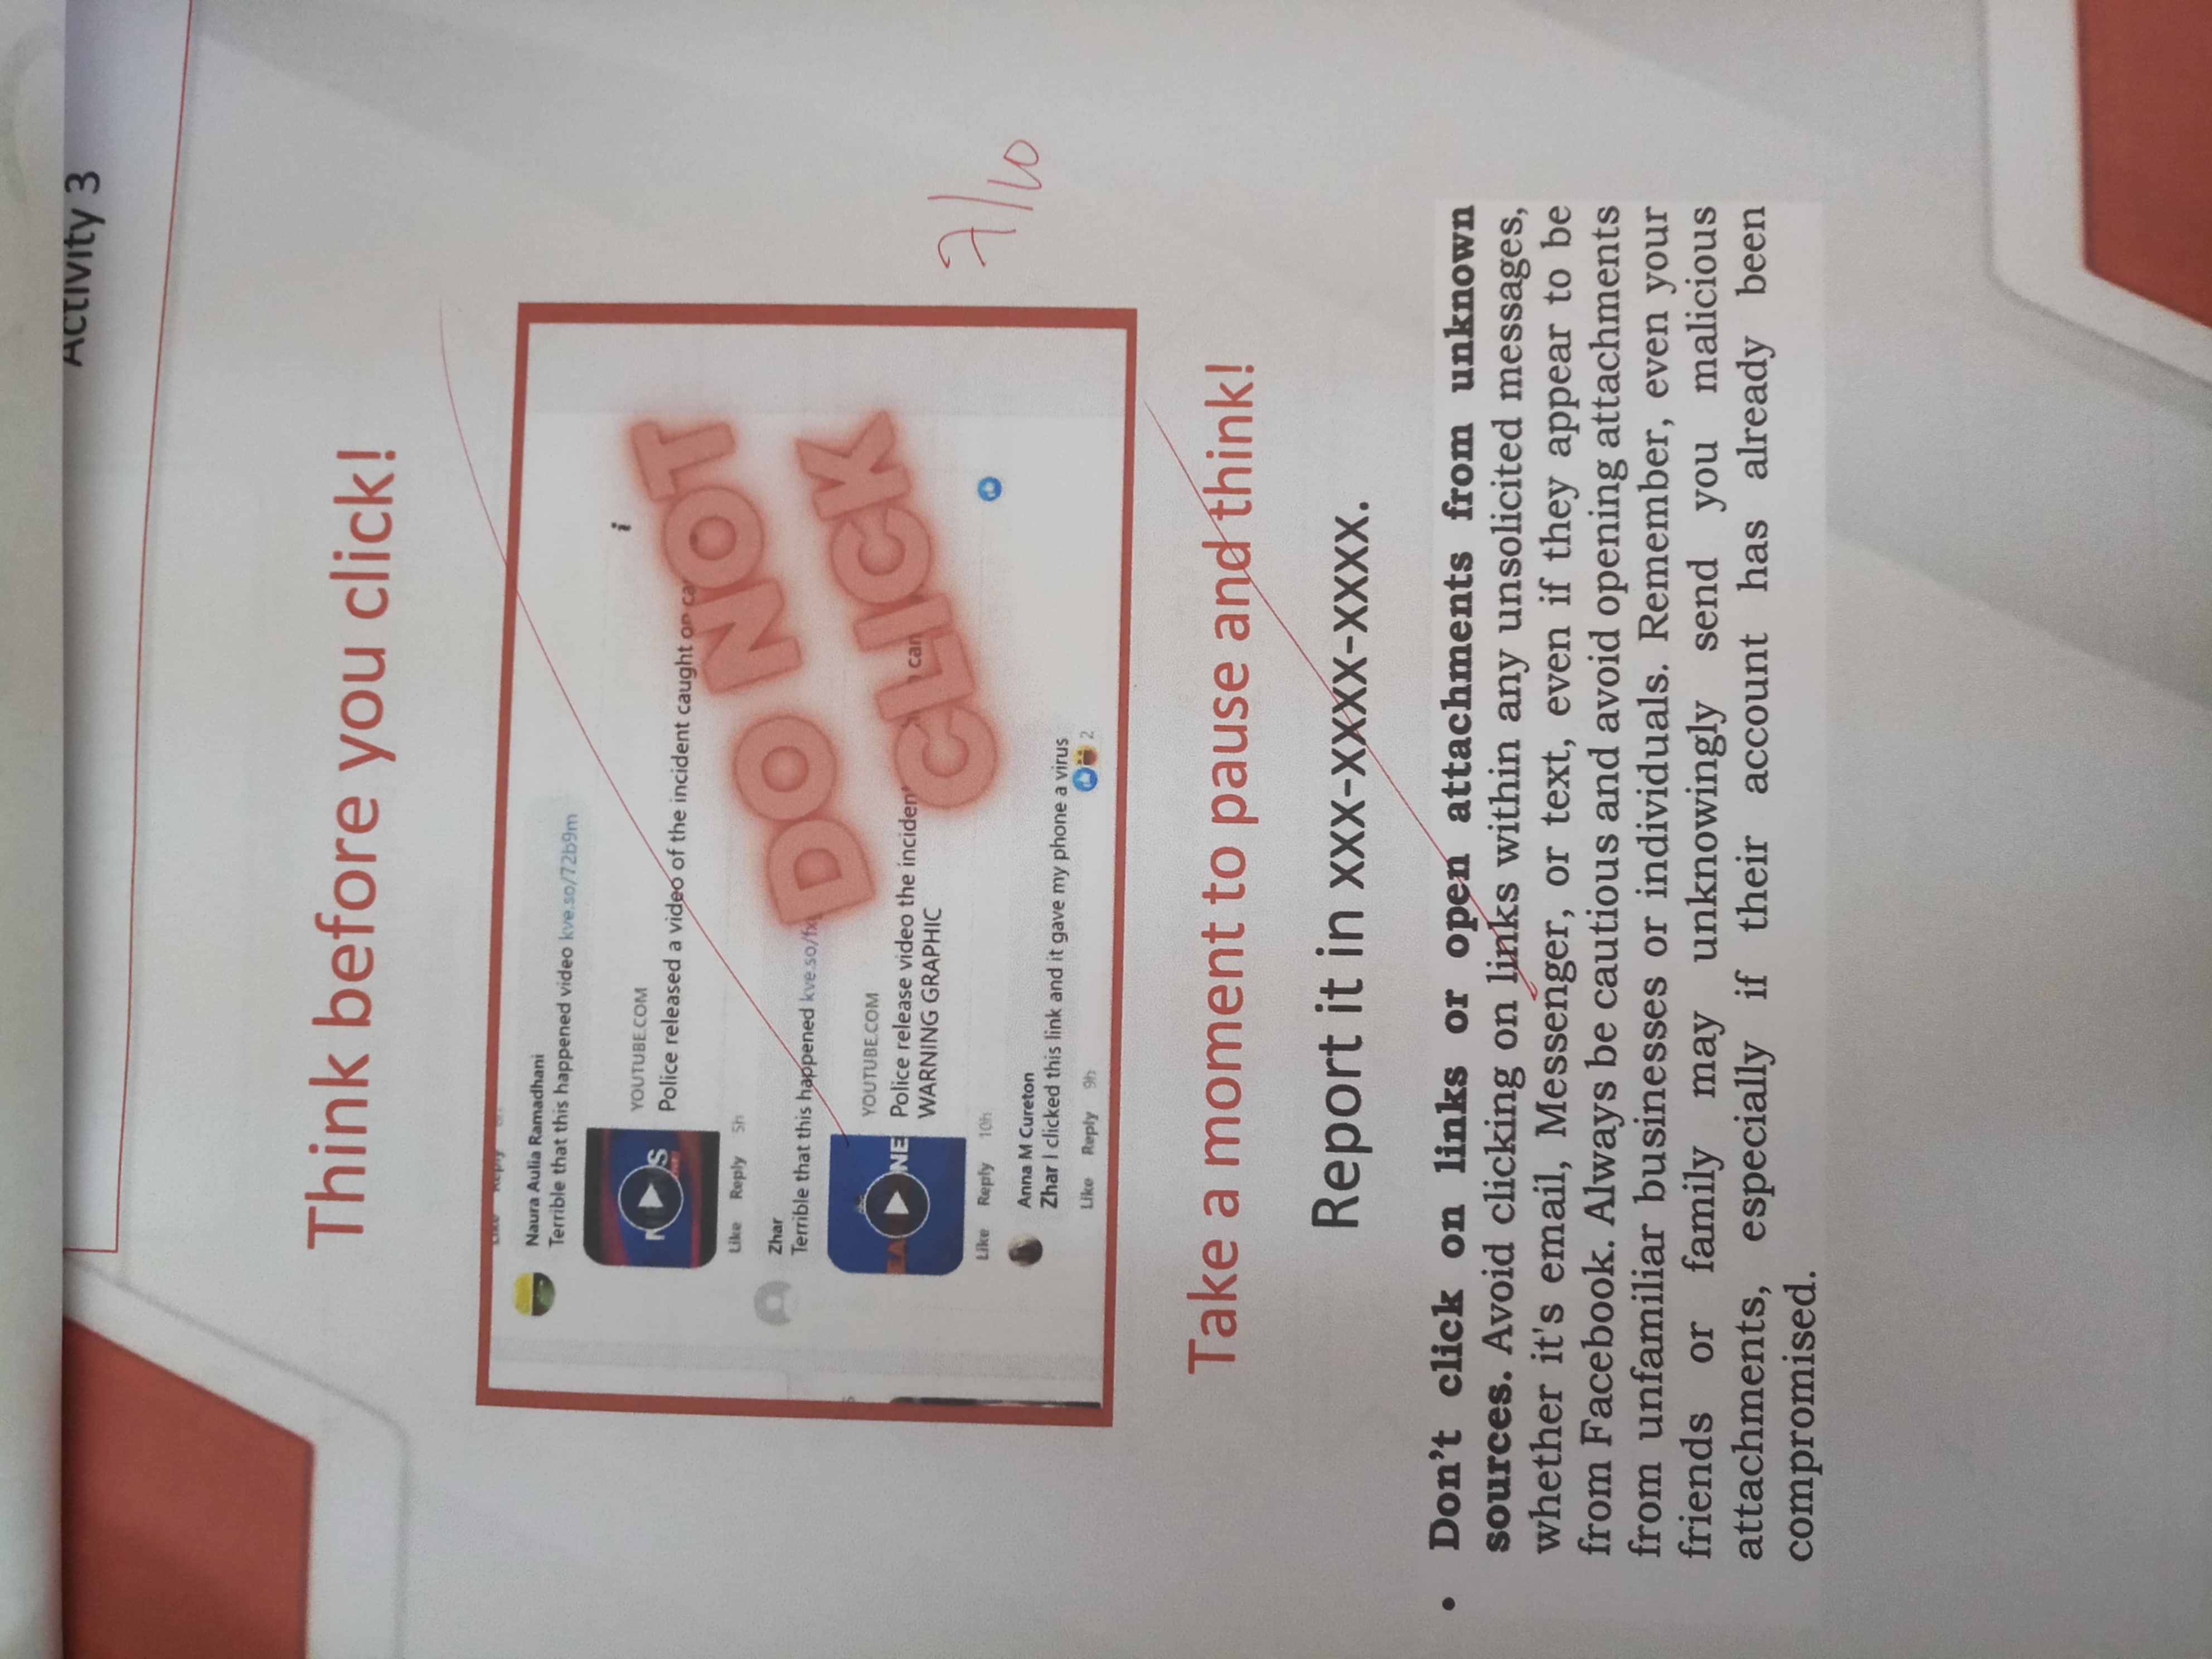 Activity 3
Think before you click!
Like Reply
Naura Aulia Ramadhani
Terrible that this happened video kve.so/72b9m
i
YOUTUBE.COM
Police released a video of the incident caught on
Like Reply 5h
Zhar
Terrible that this happened kve.so/fx
DO NOT
CLICK
NE
YOUTUBE.COM
Police release video the incident can
WARNING GRAPHIC
Like Reply 10h
Anna M Cureton
Zhar I clicked this link and it gave my phone a virus
Like Reply 9h 2
7/10
Take a moment to pause and think!
Report it in xxx-xxxx-xxxx.
• Don't click on links or open attachments from unknown
sources. Avoid clicking on links within any unsolicited messages,
whether it's email, Messenger, or text, even if they appear to be
from Facebook. Always be cautious and avoid opening attachments
from unfamiliar businesses or individuals. Remember, even your
friends or family may unknowingly send you malicious
attachments, especially if their account has already been
compromised.